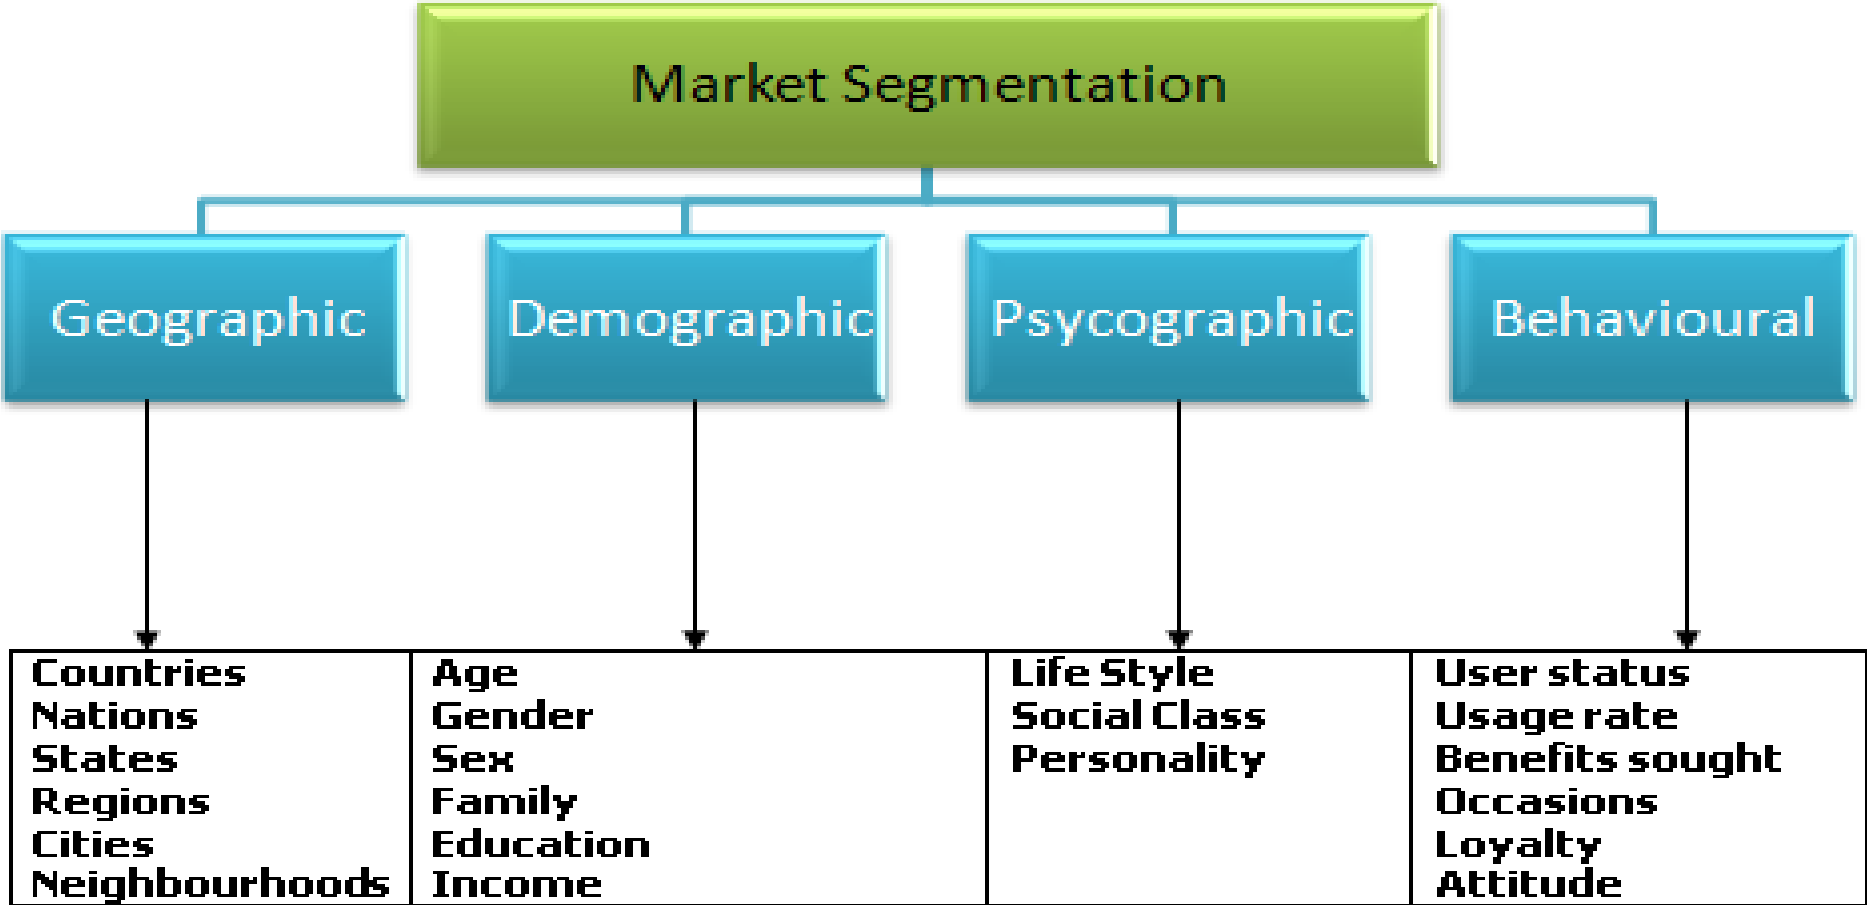 Market Segmentation
Geographic
Demographic
Psycographic
Behavioural
Countries
Nations
States
Regions
Cities
Neighbourhoods
Age
Gender
Sex
Family
Education
Income
Life Style
Social Class
Personality
User status
Usage rate
Benefits sought
Occasions
Loyalty
Attitude